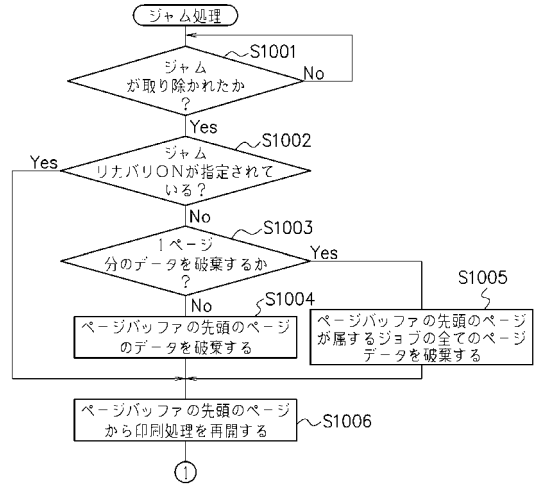 ジャム処理
S1001
ジャム
が取り除かれたか
?
No
Yes
S1002
ジャム
リナバリONが指定されて
いる?
Yes
No
S1003
1ページ
分のデータを破棄するか
?
Yes
No
S1004
ページバッファの先頭のページ
のデータを破棄する
S1005
ページバッファの先頭のページ
が属するジョブの全てのページ
データを破棄する
ページバッファの先頭のページ
から印刷処理を再開する
S1006
1